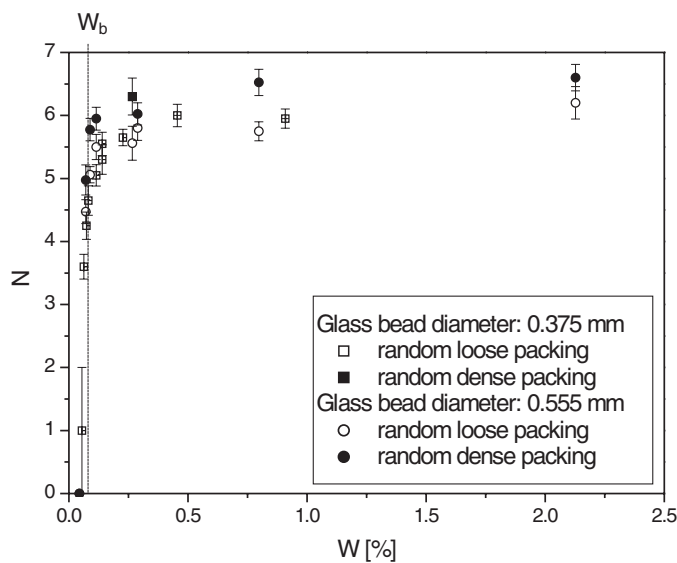 W_b
7
6
5
4
3
2
1
0
N
Glass bead diameter: 0.375 mm
random loose packing
random dense packing
Glass bead diameter: 0.555 mm
random loose packing
random dense packing
0.0 0.5 1.0 1.5 2.0 2.5
W [%]